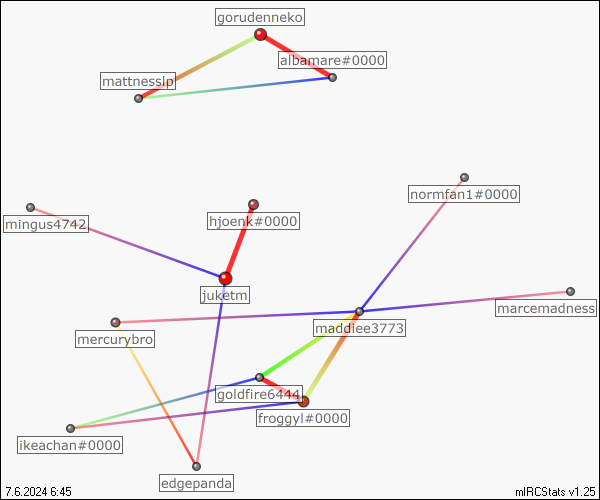 gorudenneko
albamare#0000
mattnesslp
normfan1#0000
mingus4742
hjoenk#0000
juketm
marcemadness
maddiee3773
mercurybro
goldfire6444
froggyl#0000
ikeachan#0000
edgepanda
7.6.2024 6:45
mIRCStats v1.25